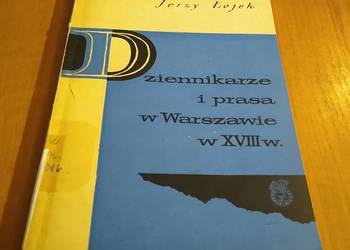 Jerzy Łojek
Dziennikarze
i prasa
w Warszawie
w XVIII w.